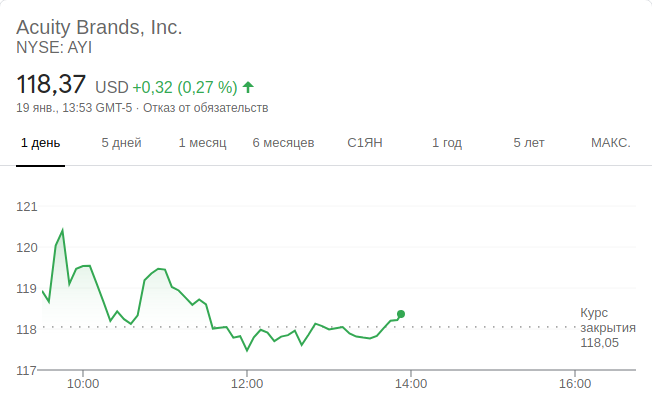 Acuity Brands, Inc.
NYSE: AYI
118,37 USD +0,32 (0,27 %)
19 янв., 13:53 GMT-5 · Отказ от обязательств
1 день 5 дней 1 месяц 6 месяцев С1ЯН 1 год 5 лет МАКС.
121
120
119
118
117
Курс
закрытия
118,05
10:00 12:00 14:00 16:00